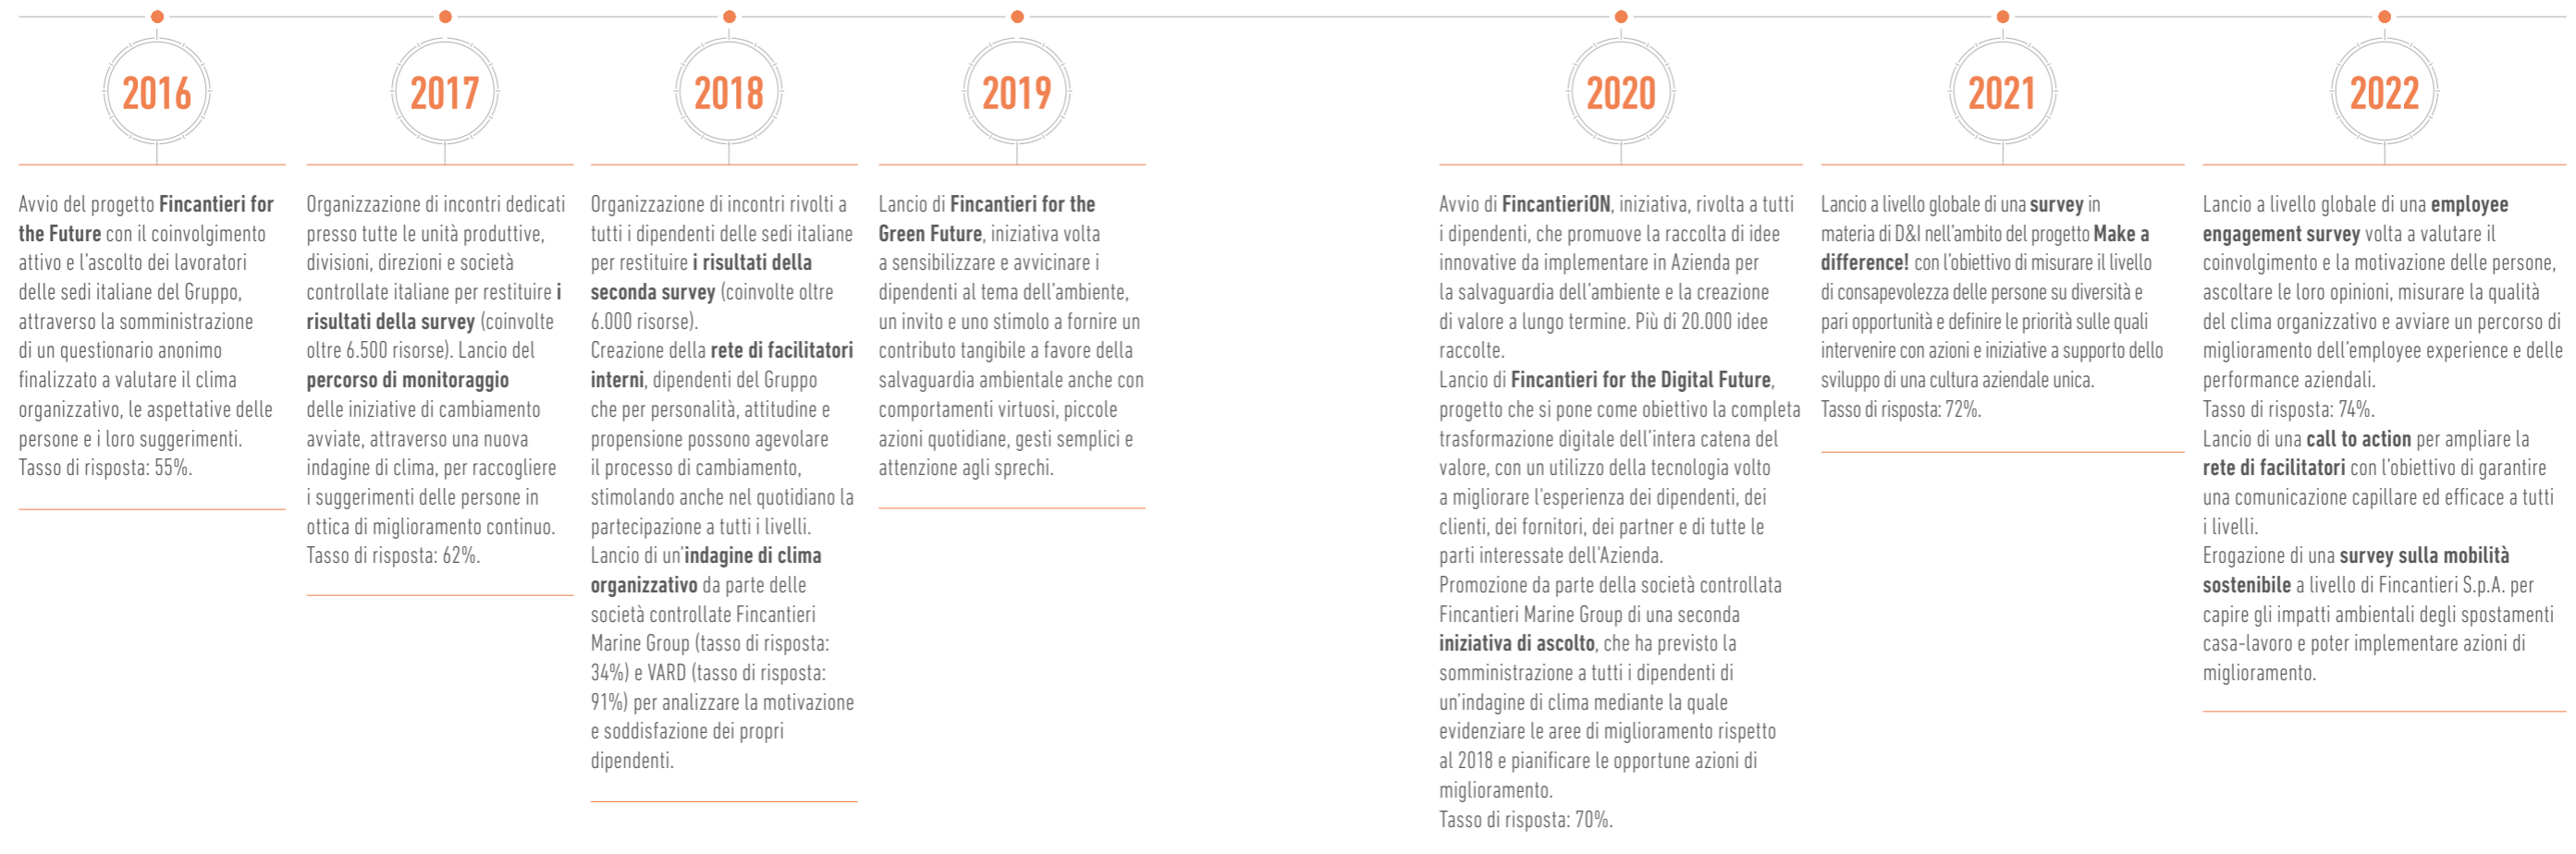 2016
Avvio del progetto Fincantieri for
the Future con il coinvolgimento
attivo e l'ascolto dei lavoratori
delle sedi italiane del Gruppo,
attraverso la somministrazione
di un questionario anonimo
finalizzato a valutare il clima
organizzativo, le aspettative delle
persone e i loro suggerimenti.
Tasso di risposta: 55%.
2017
Organizzazione di incontri dedicati
presso tutte le unità produttive,
divisioni, direzioni e società
controllate italiane per restituire i
risultati della survey (coinvolte
oltre 6.500 risorse). Lancio del
percorso di monitoraggio
delle iniziative di cambiamento
avviate, attraverso una nuova
indagine di clima, per raccogliere
i suggerimenti delle persone in
ottica di miglioramento continuo.
Tasso di risposta: 62%.
2018
Organizzazione di incontri rivolti a
tutti i dipendenti delle sedi italiane
per restituire i risultati della
seconda survey (coinvolte oltre
6.000 risorse).
Creazione della rete di facilitatori
interni, dipendenti del Gruppo
che per personalità, attitudine e
propensione possono agevolare
il processo di cambiamento,
stimolando anche nel quotidiano la
partecipazione a tutti i livelli.
Lancio di un'indagine di clima
organizzativo da parte delle
società controllate Fincantieri
Marine Group (tasso di risposta:
34%) e VARD (tasso di risposta:
91%) per analizzare la motivazione
e soddisfazione dei propri
dipendenti.
2019
Lancio di Fincantieri for the
Green Future, iniziativa volta
a sensibilizzare e avvicinare i
dipendenti al tema dell'ambiente,
un invito e uno stimolo a fornire un
contributo tangibile a favore della
salvaguardia ambientale anche con
comportamenti virtuosi, piccole
azioni quotidiane, gesti semplici e
attenzione agli sprechi.
2020
Avvio di FincantieriON, iniziativa, rivolta a tutti
i dipendenti, che promuove la raccolta di idee
innovative da implementare in Azienda per
la salvaguardia dell'ambiente e la creazione
di valore a lungo termine. Più di 20.000 idee
raccolte.
Lancio di Fincantieri for the Digital Future,
progetto che si pone come obiettivo la completa
trasformazione digitale dell'intera catena del
valore, con un utilizzo della tecnologia volto
a migliorare l'esperienza dei dipendenti, dei
clienti, dei fornitori, dei partner e di tutte le
parti interessate dell'Azienda.
Promozione da parte della società controllata
Fincantieri Marine Group di una seconda
iniziativa di ascolto, che ha previsto la
somministrazione a tutti i dipendenti di
un'indagine di clima mediante la quale
evidenziare le aree di miglioramento rispetto
al 2018 e pianificare le opportune azioni di
miglioramento.
Tasso di risposta: 70%.
2021
Lancio a livello globale di una survey in
materia di D&I nell'ambito del progetto Make a
difference! con l'obiettivo di misurare il livello
di consapevolezza delle persone su diversità e
pari opportunità e definire le priorità sulle quali
intervenire con azioni e iniziative a supporto dello
sviluppo di una cultura aziendale unica.
Tasso di risposta: 72%.
2022
Lancio a livello globale di una employee
engagement survey volta a valutare il
coinvolgimento e la motivazione delle persone,
ascoltare le loro opinioni, misurare la qualità
del clima organizzativo e avviare un percorso di
miglioramento dell'employee experience e delle
performance aziendali.
Tasso di risposta: 74%.
Lancio di una call to action per ampliare la
rete di facilitatori con l'obiettivo di garantire
una comunicazione capillare ed efficace a tutti
i livelli.
Erogazione di una survey sulla mobilità
sostenibile a livello di Fincantieri S.p.A. per
capire gli impatti ambientali degli spostamenti
casa-lavoro e poter implementare azioni di
miglioramento.